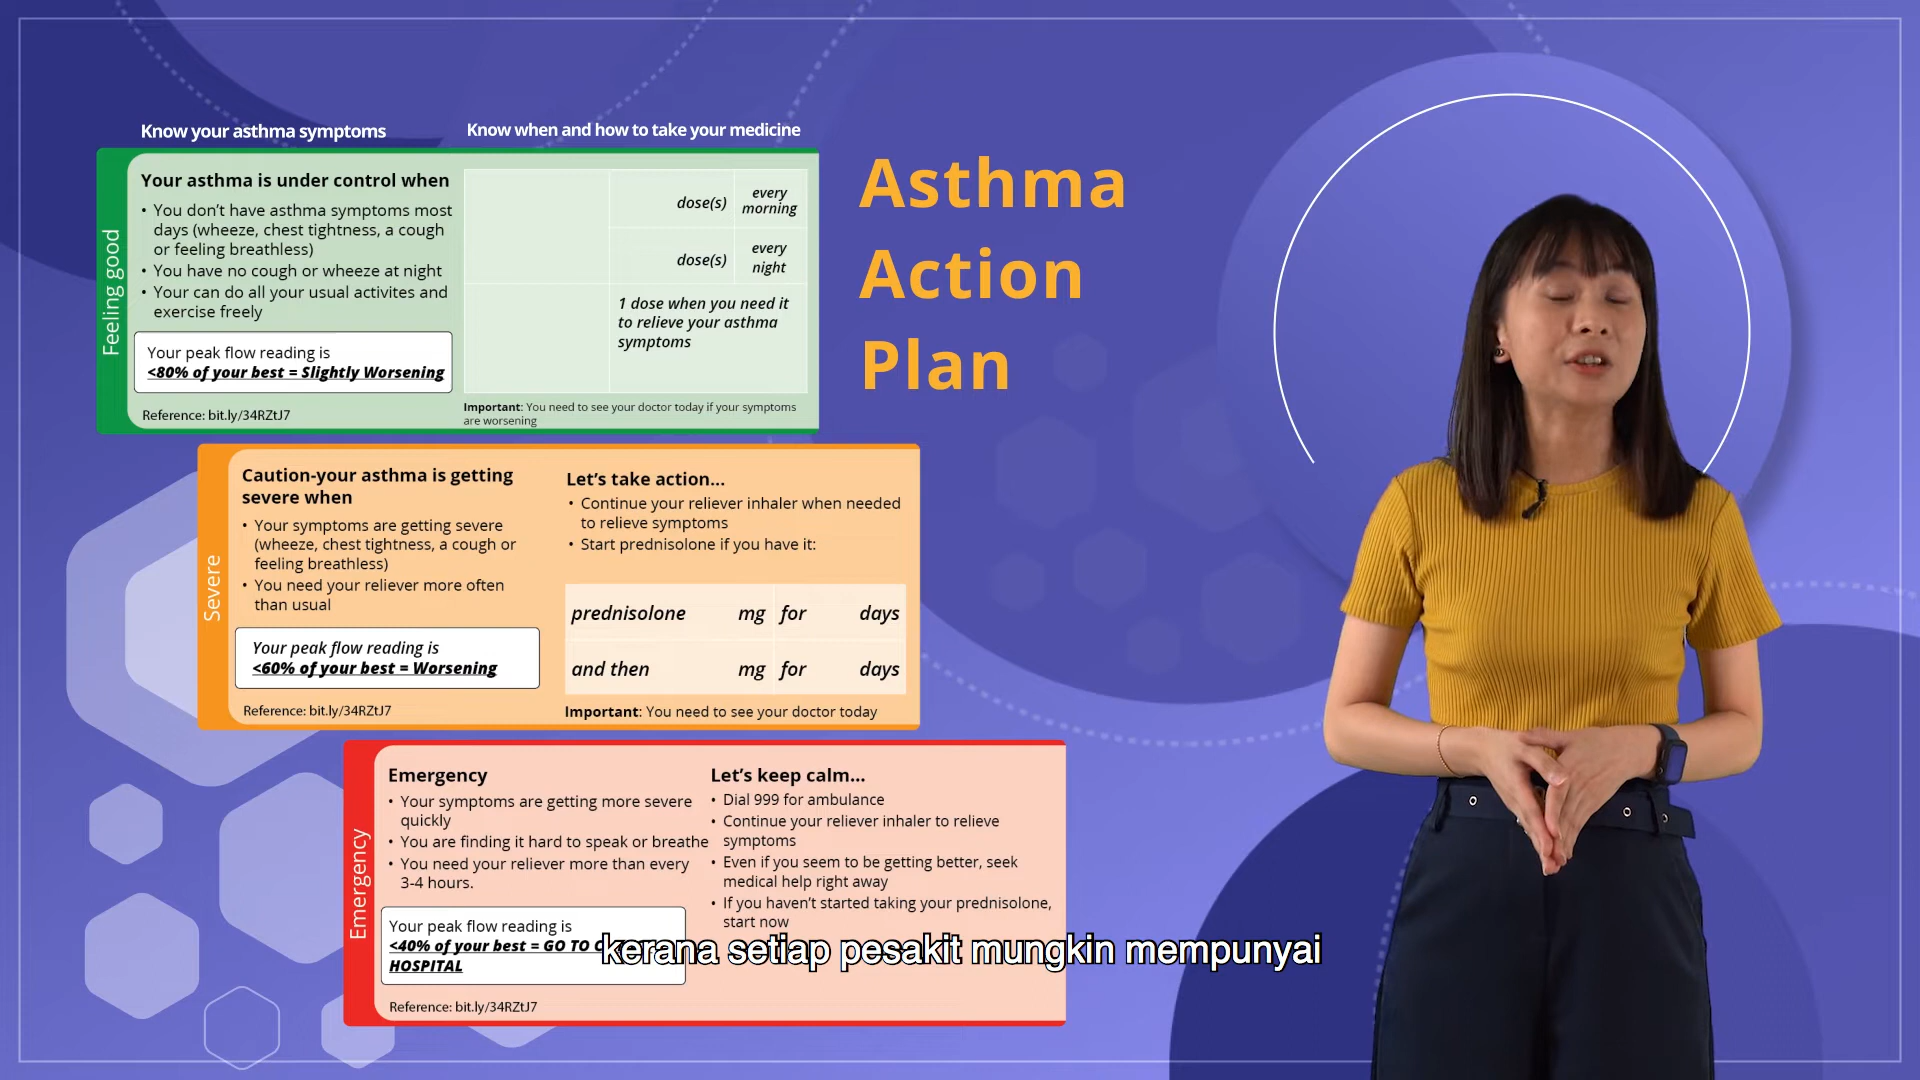 Know your asthma symptoms
Know when and how to take your medicine
Asthma
Action
Plan
Feeling good
Your asthma is under control when
• You don’t have asthma symptoms most
days (wheeze, chest tightness, a cough
or feeling breathless)
• You have no cough or wheeze at night
• Your can do all your usual activites and
exercise freely
Your peak flow reading is
<80% of your best = Slightly Worsening
Reference: bit.ly/34RZtJ7
dose(s) every
morning
dose(s) every
night
1 dose when you need it
to relieve your asthma
symptoms
Important: You need to see your doctor today if your symptoms
are worsening
Severe
Caution-your asthma is getting
severe when
• Your symptoms are getting severe
(wheeze, chest tightness, a cough or
feeling breathless)
• You need your reliever more often
than usual
Your peak flow reading is
<60% of your best = Worsening
Reference: bit.ly/34RZtJ7
Let’s take action...
• Continue your reliever inhaler when needed
to relieve symptoms
• Start prednisolone if you have it:
prednisolone mg for days
and then mg for days
Important: You need to see your doctor today
Emergency
Emergency
• Your symptoms are getting more severe
quickly
• You are finding it hard to speak or breathe
• You need your reliever more than every
3-4 hours.
Your peak flow reading is
<40% of your best = GO TO
HOSPITAL
Reference: bit.ly/34RZtJ7
Let’s keep calm...
• Dial 999 for ambulance
• Continue your reliever inhaler to relieve
symptoms
• Even if you seem to be getting better, seek
medical help right away
• If you haven’t started taking your prednisolone,
start now
kerana setiap pesakit mungkin mempunyai